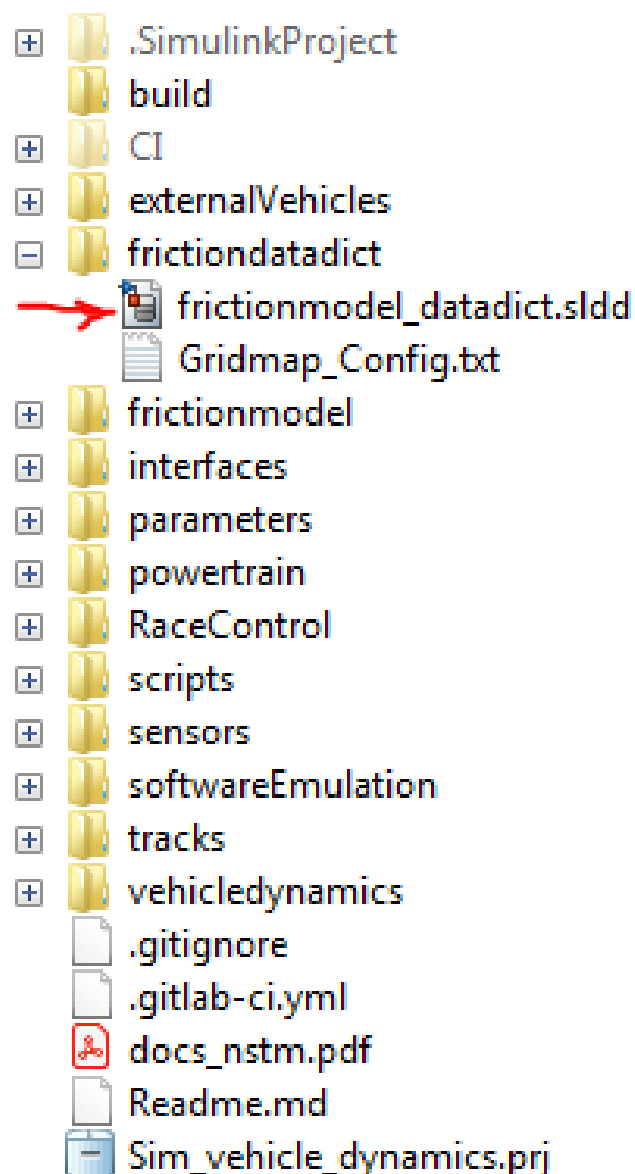 .SimulinkProject
build
CI
externalVehicles
frictiondatadict
frictionmodel_datadict.sldd
Gridmap_Config.txt
frictionmodel
interfaces
parameters
powertrain
RaceControl
scripts
sensors
softwareEmulation
tracks
vehicledynamics
.gitignore
.gitlab-ci.yml
docs_nstm.pdf
Readme.md
Sim_vehicle_dynamics.prj